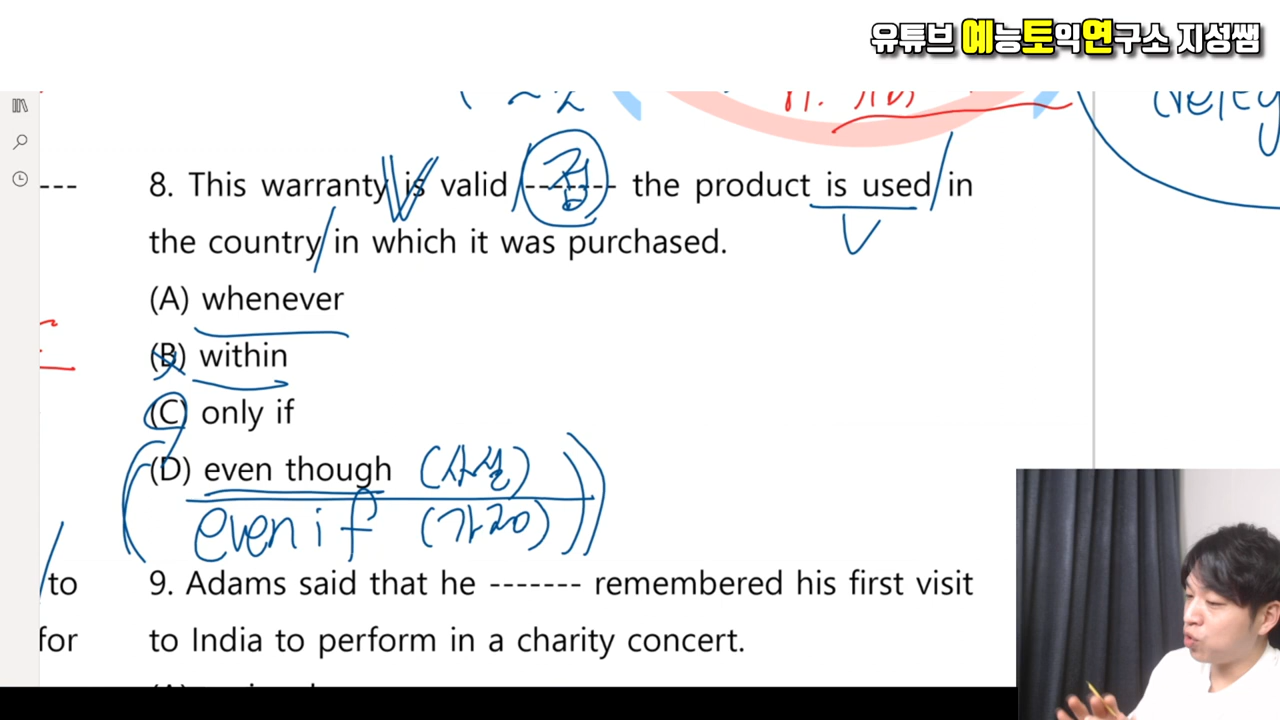 유튜브 예능토익연구소 지성쌤
8. This warranty is valid ------- the product is used in
접
V
the country in which it was purchased.
(A) whenever
(B) within
(C) only if
(D) even though (사실)
even if (가정)
to
9. Adams said that he ------- remembered his first visit
for
to India to perform in a charity concert.